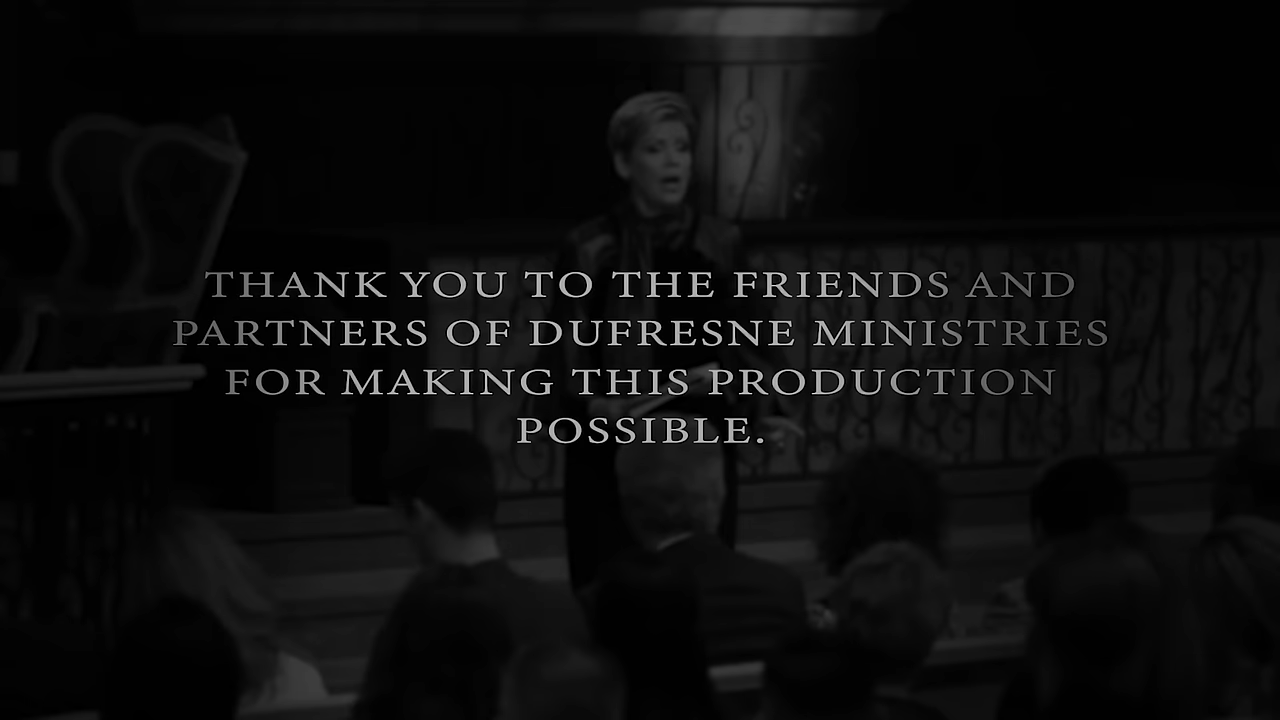 THANK YOU TO THE FRIENDS AND
PARTNERS OF DUFRESNE MINISTRIES
FOR MAKING THIS PRODUCTION
POSSIBLE.